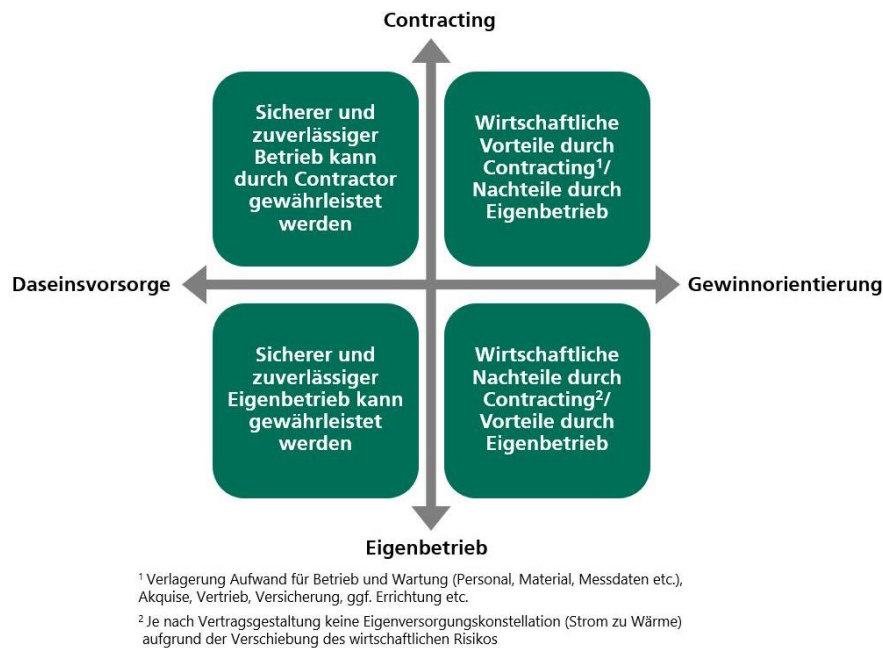 Contracting
Sicherer und
zuverlässiger
Betrieb kann
durch Contractor
gewährleistet
werden
Wirtschaftliche
Vorteile durch
Contracting¹/
Nachteile durch
Eigenbetrieb
Daseinsvorsorge
Gewinnorientierung
Sicherer und
zuverlässiger
Eigenbetrieb kann
gewährleistet
werden
Wirtschaftliche
Nachteile durch
Contracting²/
Vorteile durch
Eigenbetrieb
Eigenbetrieb
¹ Verlagerung Aufwand für Betrieb und Wartung (Personal, Material, Messdaten etc.),
Akquise, Vertrieb, Versicherung, ggf. Errichtung etc.
² Je nach Vertragsgestaltung keine Eigenversorgungskonstellation (Strom zu Wärme)
aufgrund der Verschiebung des wirtschaftlichen Risikos